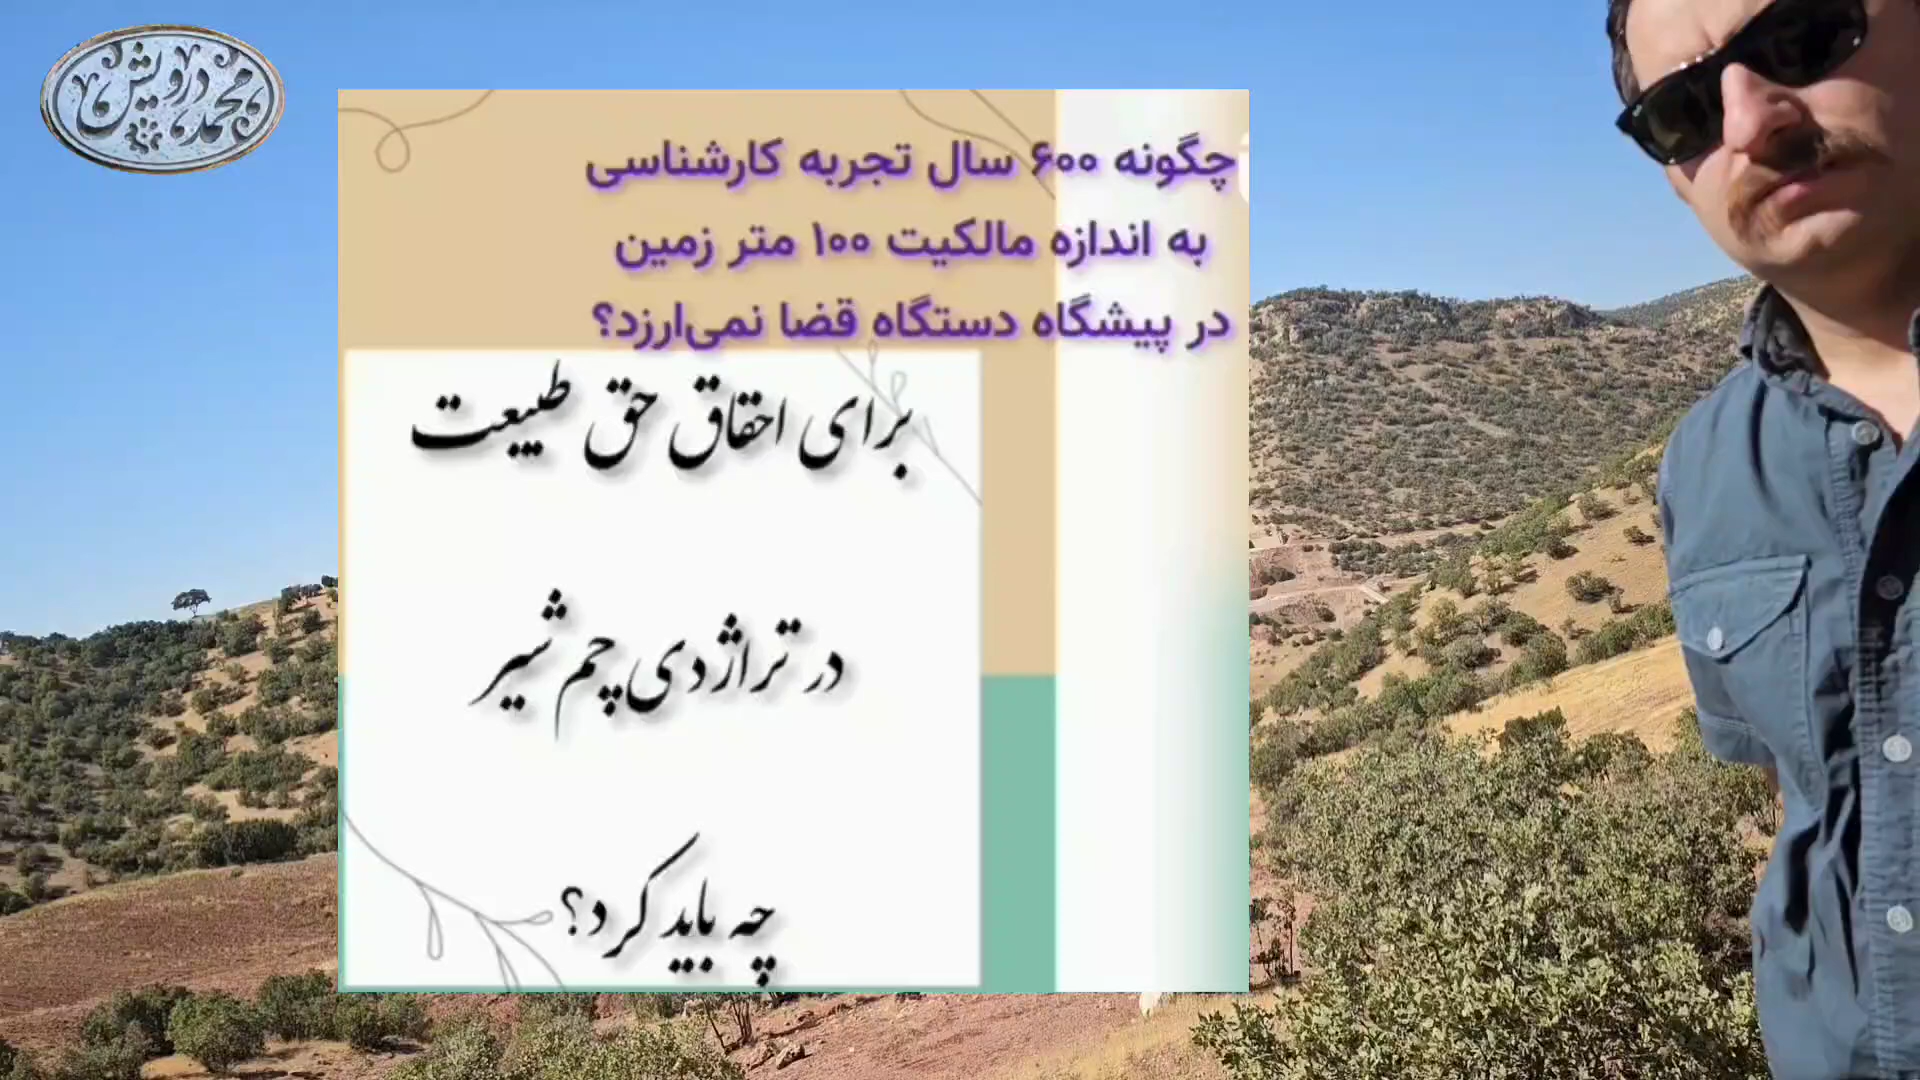 محمد درویش
چگونه ۶۰۰ سال تجربه کارشناسی
به اندازه مالکیت ۱۰۰ متر زمین
در پیشگاه دستگاه قضا نمی‌ارزد؟
برای احقاق حق طبیعت
در تراژدی چم شیر
چه باید کرد؟